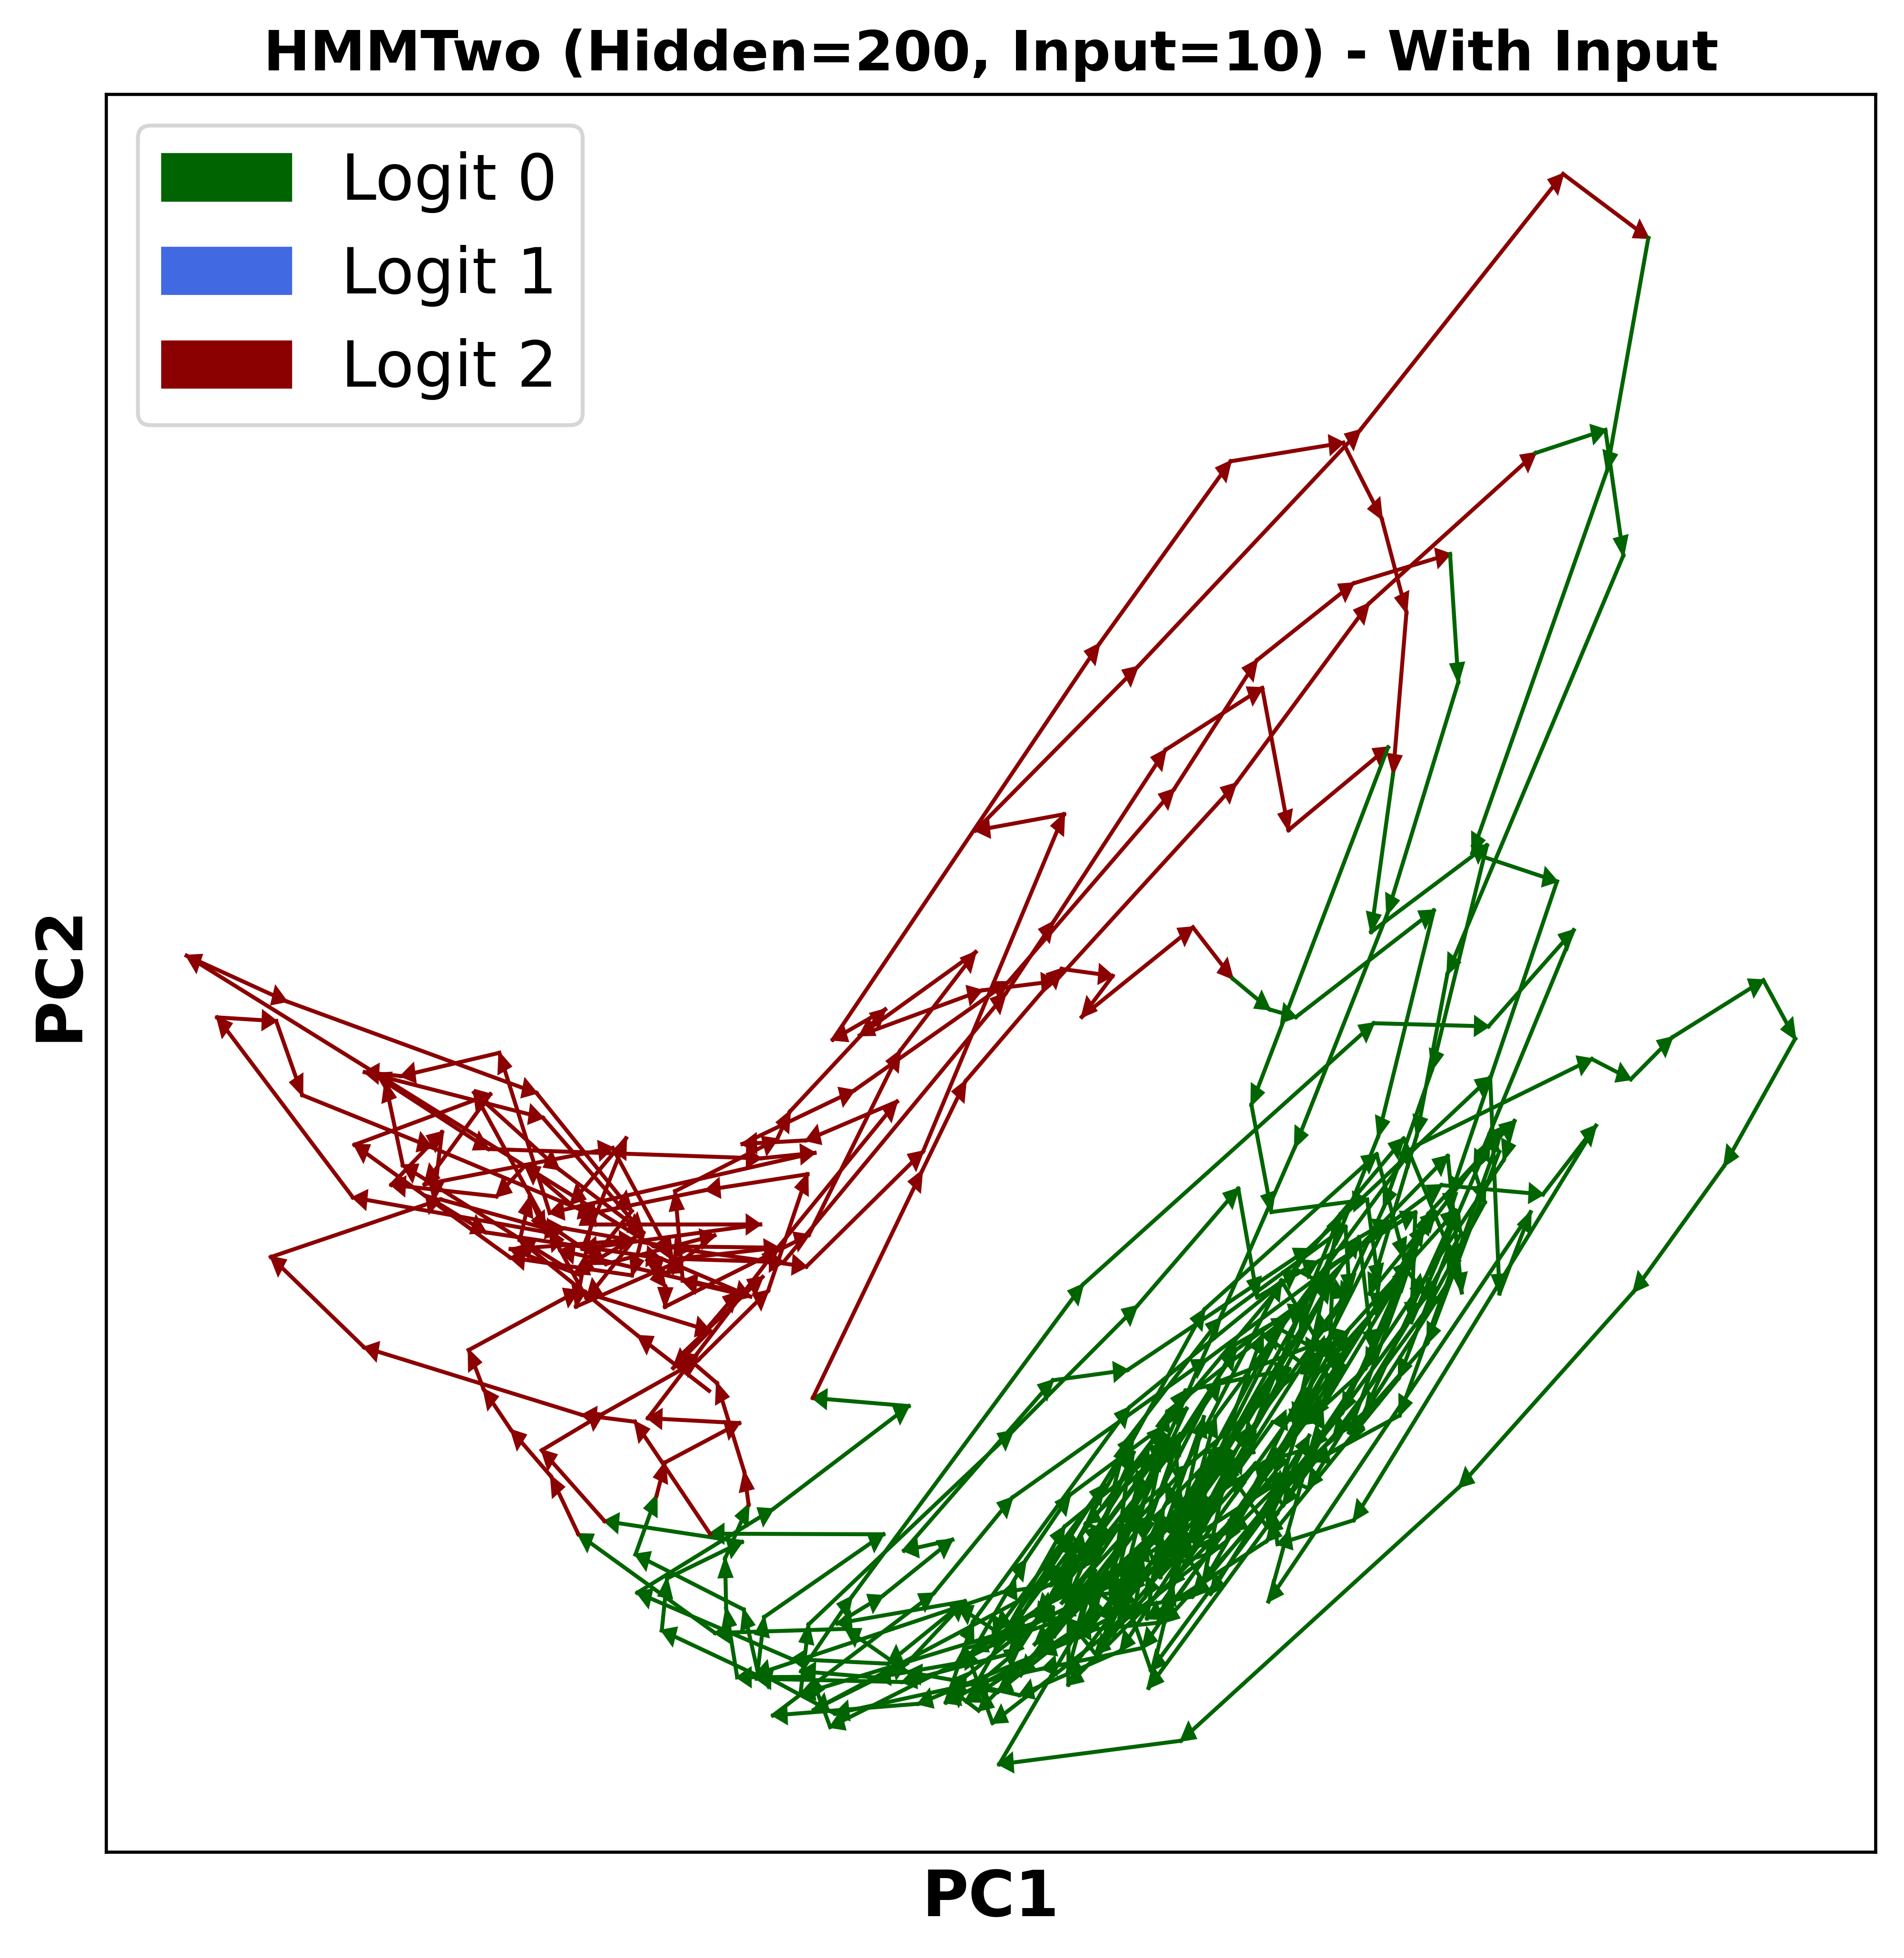 HMMTwo (Hidden=200, Input=10) - With Input
Logit 0
Logit 1
Logit 2
PC2
PC1